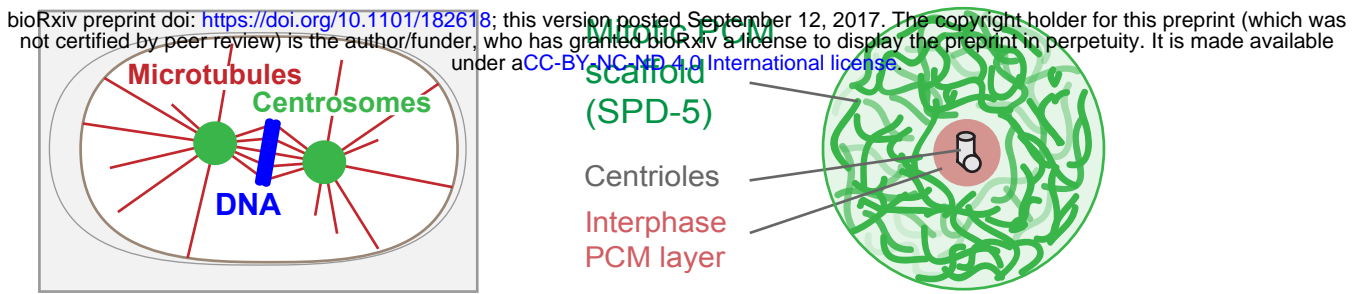 bioRxiv preprint doi: https://doi.org/10.1101/182618; this version posted September 12, 2017. The copyright holder for this preprint (which was
not certified by peer review) is the author/funder, who has granted bioRxiv a license to display the preprint in perpetuity. It is made available
under aCC-BY-NC-ND 4.0 International license.
Microtubules
Centrosomes
DNA
Mitotic PCM
scaffold
(SPD-5)
Centrioles
Interphase
PCM layer